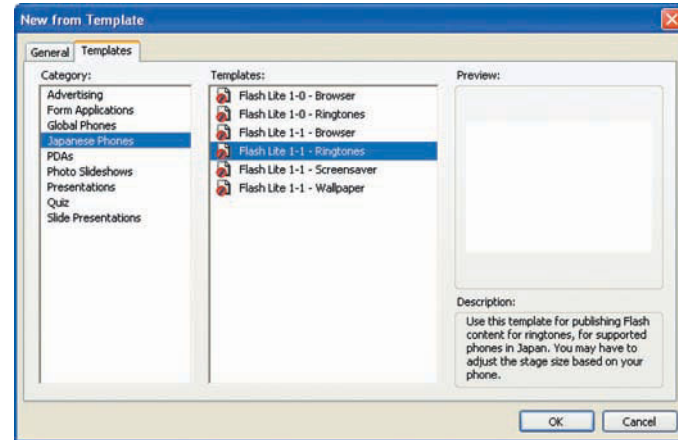 New from Template
General Templates
Category:
Advertising
Form Applications
Global Phones
Japanese Phones
PDAs
Photo Slideshows
Presentations
Quiz
Slide Presentations
Templates:
Flash Lite 1-0 - Browser
Flash Lite 1-0 - Ringtones
Flash Lite 1-1 - Browser
Flash Lite 1-1 - Ringtones
Flash Lite 1-1 - Screensaver
Flash Lite 1-1 - Wallpaper
Preview:
Description:
Use this template for publishing Flash
content for ringtones, for supported
phones in Japan. You may have to
adjust the stage size based on your
phone.
OK Cancel